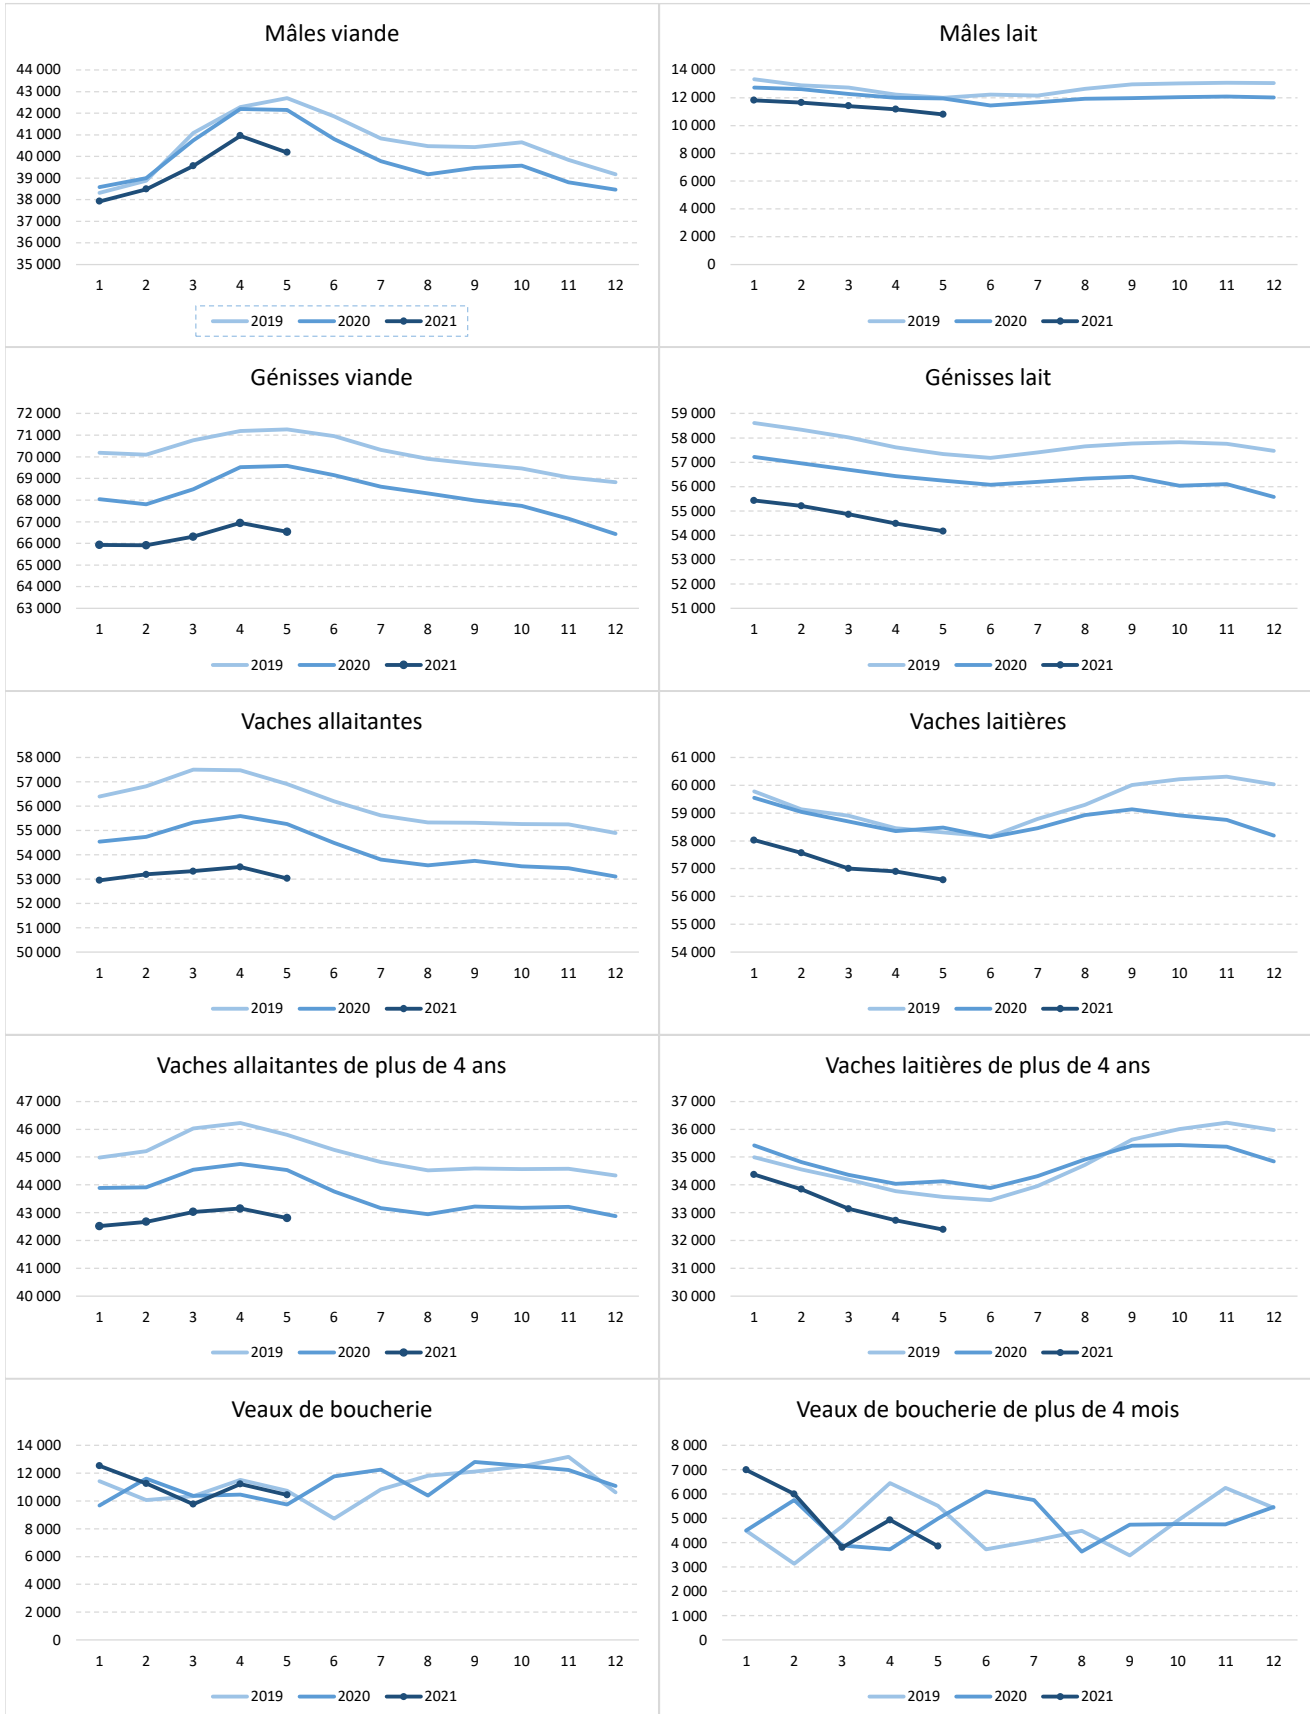 Mâles viande
44 000
43 000
42 000
41 000
40 000
39 000
38 000
37 000
36 000
35 000
1 2 3 4 5 6 7 8 9 10 11 12
2019 2020 2021
Mâles lait
14 000
12 000
10 000
8 000
6 000
4 000
2 000
0
1 2 3 4 5 6 7 8 9 10 11 12
2019 2020 2021
Génisses viande
72 000
71 000
70 000
69 000
68 000
67 000
66 000
65 000
64 000
63 000
1 2 3 4 5 6 7 8 9 10 11 12
2019 2020 2021
Génisses lait
59 000
58 000
57 000
56 000
55 000
54 000
53 000
52 000
51 000
1 2 3 4 5 6 7 8 9 10 11 12
2019 2020 2021
Vaches allaitantes
58 000
57 000
56 000
55 000
54 000
53 000
52 000
51 000
50 000
1 2 3 4 5 6 7 8 9 10 11 12
2019 2020 2021
Vaches laitières
61 000
60 000
59 000
58 000
57 000
56 000
55 000
54 000
1 2 3 4 5 6 7 8 9 10 11 12
2019 2020 2021
Vaches allaitantes de plus de 4 ans
47 000
46 000
45 000
44 000
43 000
42 000
41 000
40 000
1 2 3 4 5 6 7 8 9 10 11 12
2019 2020 2021
Vaches laitières de plus de 4 ans
37 000
36 000
35 000
34 000
33 000
32 000
31 000
30 000
1 2 3 4 5 6 7 8 9 10 11 12
2019 2020 2021
Veaux de boucherie
14 000
12 000
10 000
8 000
6 000
4 000
2 000
0
1 2 3 4 5 6 7 8 9 10 11 12
2019 2020 2021
Veaux de boucherie de plus de 4 mois
8 000
7 000
6 000
5 000
4 000
3 000
2 000
1 000
0
1 2 3 4 5 6 7 8 9 10 11 12
2019 2020 2021